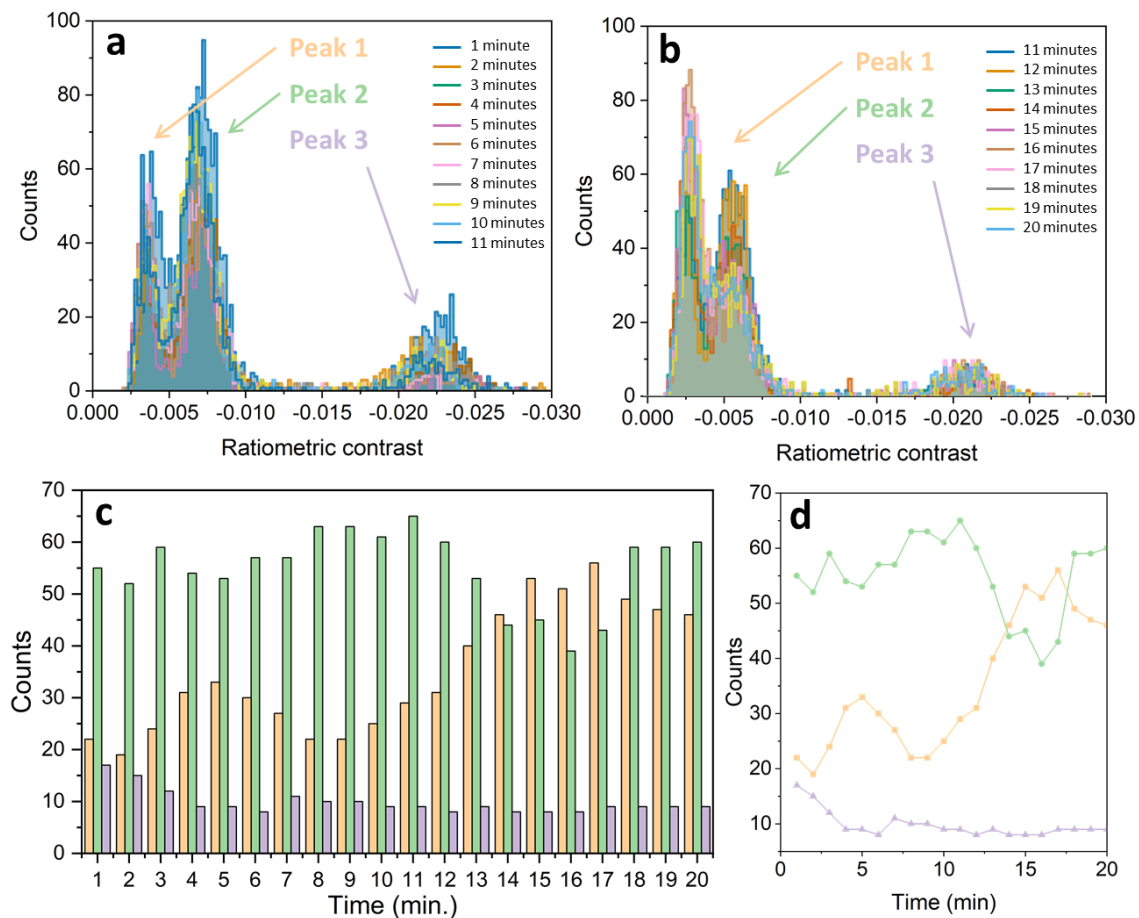 a
Peak 1
Peak 2
Peak 3
1 minute
2 minutes
3 minutes
4 minutes
5 minutes
6 minutes
7 minutes
8 minutes
9 minutes
10 minutes
11 minutes
Counts
100
80
60
40
20
0
0.000 -0.005 -0.010 -0.015 -0.020 -0.025 -0.030
Ratiometric contrast
b
Peak 1
Peak 2
Peak 3
11 minutes
12 minutes
13 minutes
14 minutes
15 minutes
16 minutes
17 minutes
18 minutes
19 minutes
20 minutes
Counts
100
80
60
40
20
0
0.000 -0.005 -0.010 -0.015 -0.020 -0.025 -0.030
Ratiometric contrast
c
Counts
70
60
50
40
30
20
10
0
1 2 3 4 5 6 7 8 9 10 11 12 13 14 15 16 17 18 19 20
Time (min.)
d
Counts
70
60
50
40
30
20
10
0 5 10 15 20
Time (min)